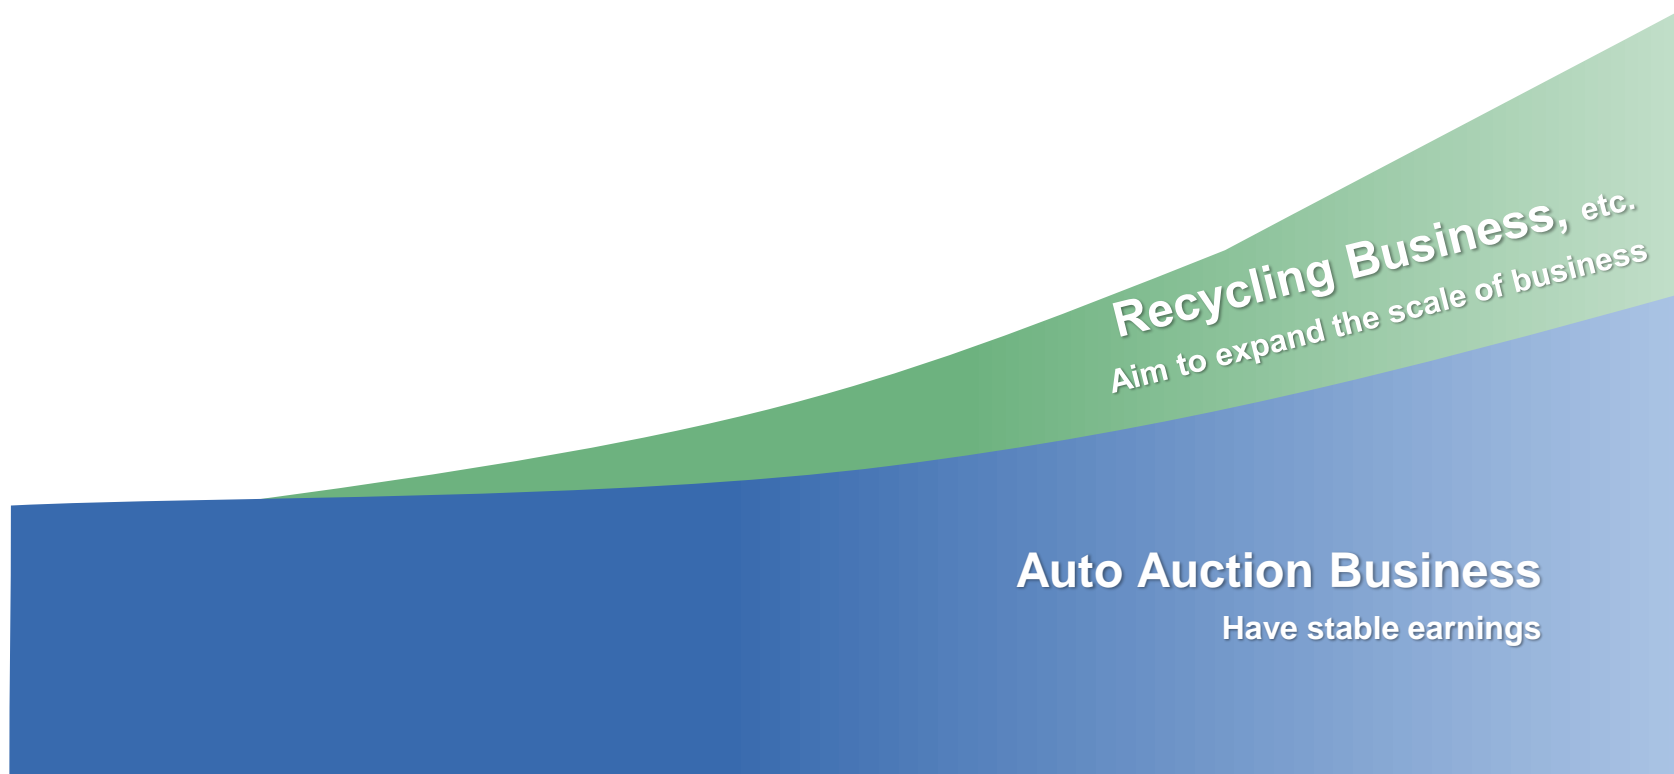 Recycling Business, etc.
Aim to expand the scale of business
Auto Auction Business
Have stable earnings